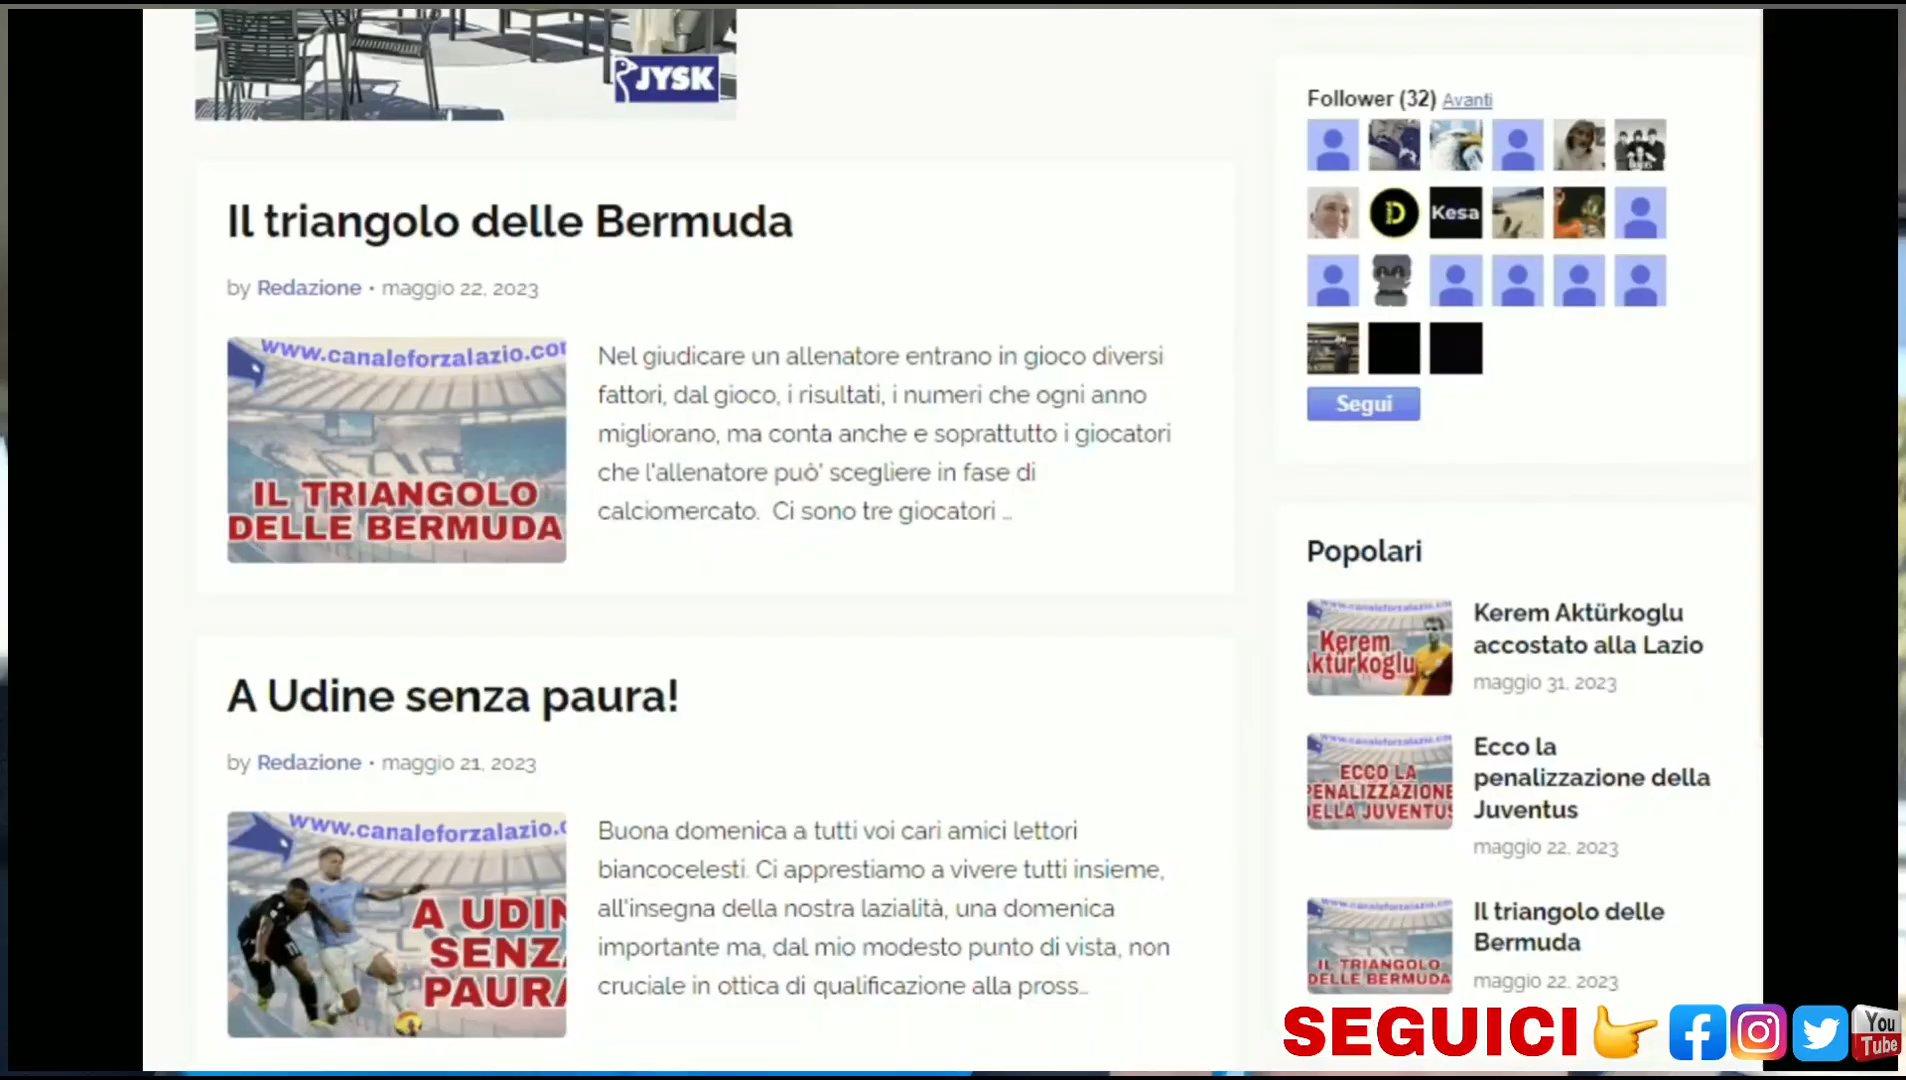 JYSK
Il triangolo delle Bermuda
by Redazione • maggio 22, 2023
www.canaleforzalazio.co
IL TRIANGOLO
DELLE BERMUDA
Nel giudicare un allenatore entrano in gioco diversi
fattori, dal gioco, i risultati, i numeri che ogni anno
migliorano, ma conta anche e soprattutto i giocatori
che l'allenatore può' scegliere in fase di
calciomercato. Ci sono tre giocatori ...
A Udine senza paura!
by Redazione • maggio 21, 2023
www.canaleforzalazio.c
A UDIN
SENZ
PAUR
Buona domenica a tutti voi cari amici lettori
biancocelesti. Ci apprestiamo a vivere tutti insieme,
all'insegna della nostra lazialità, una domenica
importante ma, dal mio modesto punto di vista, non
cruciale in ottica di qualificazione alla pross...
Follower (32) Avanti
Kesa
Segui
Popolari
Kerem
ktürkoglu
Kerem Aktürkoglu
accostato alla Lazio
maggio 31, 2023
ECCO LA
PENALIZZAZIONE
DELLA JUVENTUS
Ecco la
penalizzazione della
Juventus
maggio 22, 2023
IL TRIANGOLO
DELLE BERMUDA
Il triangolo delle
Bermuda
maggio 22, 2023
SEGUICI
You
Tube